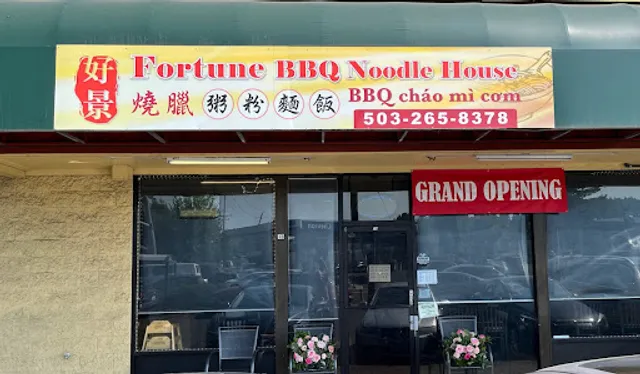 好景
Fortune BBQ Noodle House
燒臘粥粉麵飯
BBQ cháo mì cơm
503-265-8378
GRAND OPENING